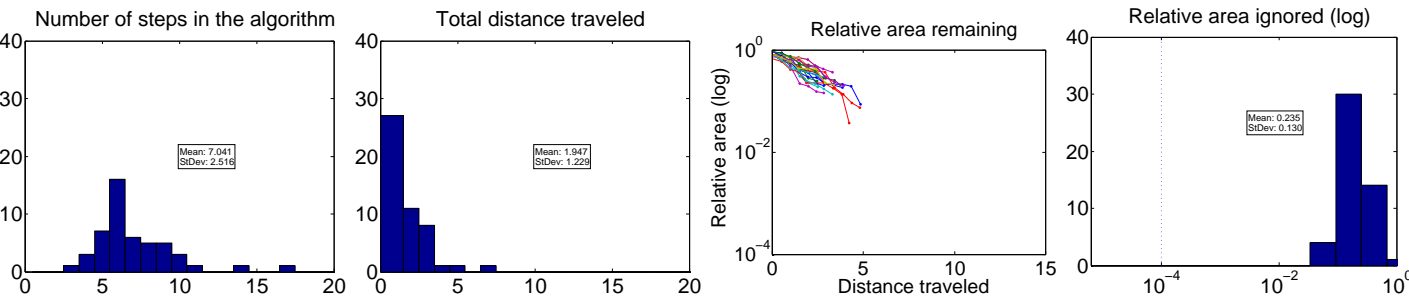 Number of steps in the algorithm
40
30
20
10
0
0 5 10 15 20
Mean: 7.041
StDev: 2.516
Total distance traveled
40
30
20
10
0
0 5 10 15 20
Mean: 1.947
StDev: 1.229
Relative area remaining
Relative area (log)
10^0
10^-2
10^-4
0 5 10 15
Distance traveled
Relative area ignored (log)
40
30
20
10
0
10^-4 10^-2 10^0
Mean: 0.235
StDev: 0.130